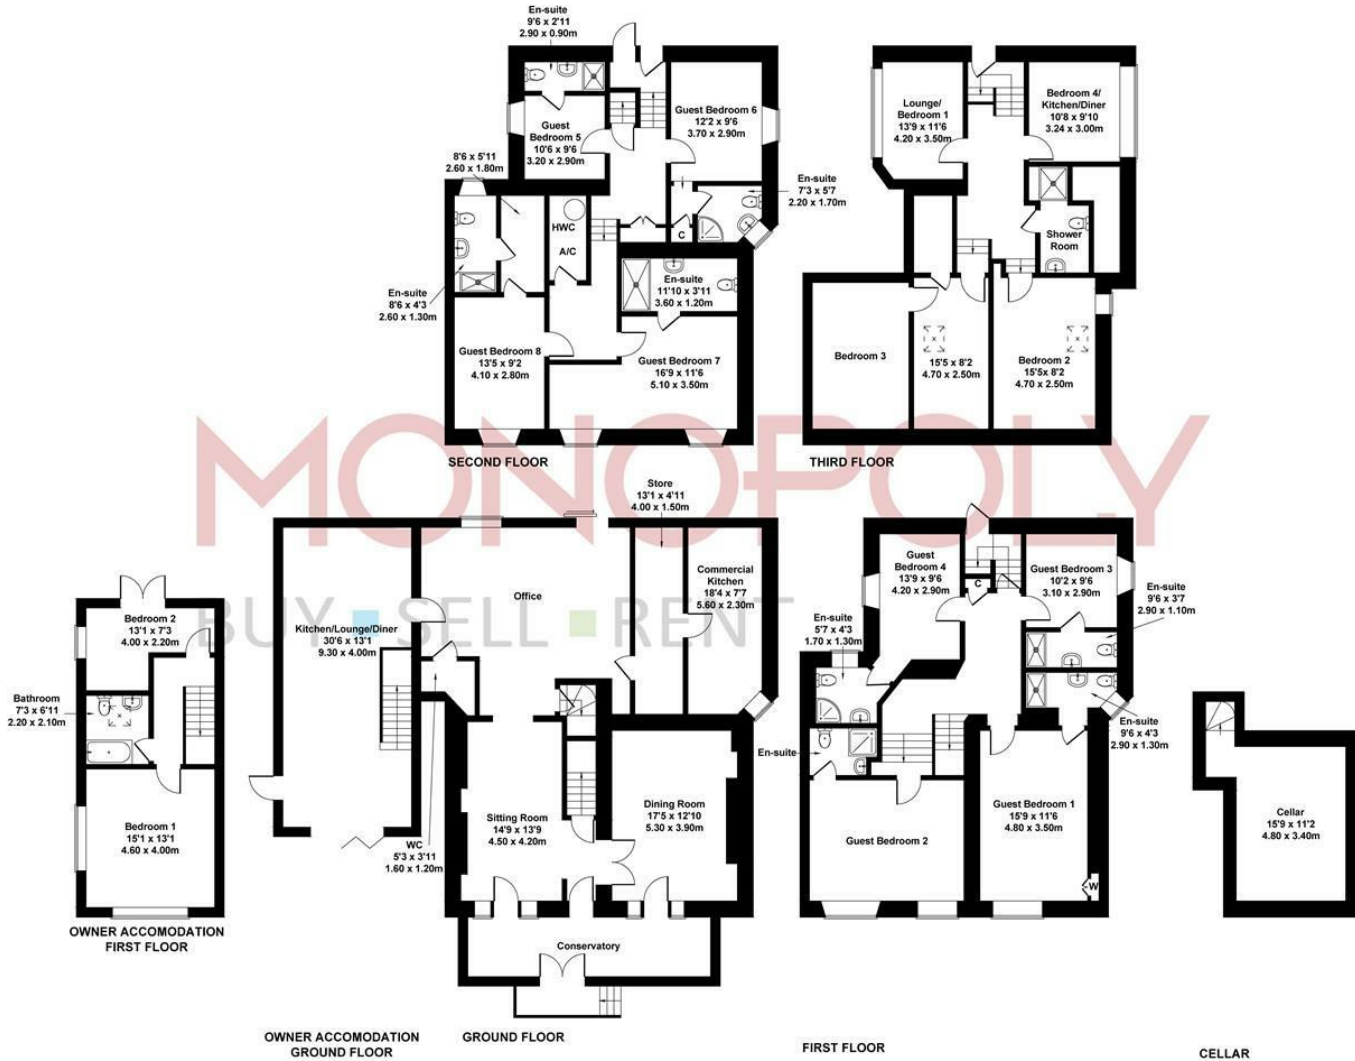 En-suite
9'6 x 2'11
2.90 x 0.90m
Guest Bedroom 6
12'2 x 9'6
3.70 x 2.90m
Guest
Bedroom 5
10'6 x 9'6
3.20 x 2.90m
8'6 x 5'11
2.60 x 1.80m
En-suite
7'3 x 5'7
2.20 x 1.70m
HWC
A/C
C
En-suite
11'10 x 3'11
3.60 x 1.20m
En-suite
8'6 x 4'3
2.60 x 1.30m
Guest Bedroom 8
13'5 x 9'2
4.10 x 2.80m
Guest Bedroom 7
16'9 x 11'6
5.10 x 3.50m
SECOND FLOOR
Lounge/
Bedroom 1
13'9 x 11'6
4.20 x 3.50m
Bedroom 4/
Kitchen/Diner
10'8 x 9'10
3.24 x 3.00m
Shower
Room
Bedroom 3
15'5 x 8'2
4.70 x 2.50m
Bedroom 2
15'5x 8'2
4.70 x 2.50m
THIRD FLOOR
MONOPOLY
BUY SELL RENT
Bedroom 2
13'1 x 7'3
4.00 x 2.20m
Bathroom
7'3 x 6'11
2.20 x 2.10m
Bedroom 1
15'1 x 13'1
4.60 x 4.00m
OWNER ACCOMODATION
FIRST FLOOR
Kitchen/Lounge/Diner
30'6 x 13'1
9.30 x 4.00m
OWNER ACCOMODATION
GROUND FLOOR
Store
13'1 x 4'11
4.00 x 1.50m
Office
Commercial
Kitchen
18'4 x 7'7
5.60 x 2.30m
WC
5'3 x 3'11
1.60 x 1.20m
Sitting Room
14'9 x 13'9
4.50 x 4.20m
Dining Room
17'5 x 12'10
5.30 x 3.90m
Conservatory
GROUND FLOOR
Guest
Bedroom 4
13'9 x 9'6
4.20 x 2.90m
C
Guest Bedroom 3
10'2 x 9'6
3.10 x 2.90m
En-suite
9'6 x 3'7
2.90 x 1.10m
En-suite
5'7 x 4'3
1.70 x 1.30m
En-suite
9'6 x 4'3
2.90 x 1.30m
En-suite
Guest Bedroom 2
Guest Bedroom 1
15'9 x 11'6
4.80 x 3.50m
W
FIRST FLOOR
Cellar
15'9 x 11'2
4.80 x 3.40m
CELLAR